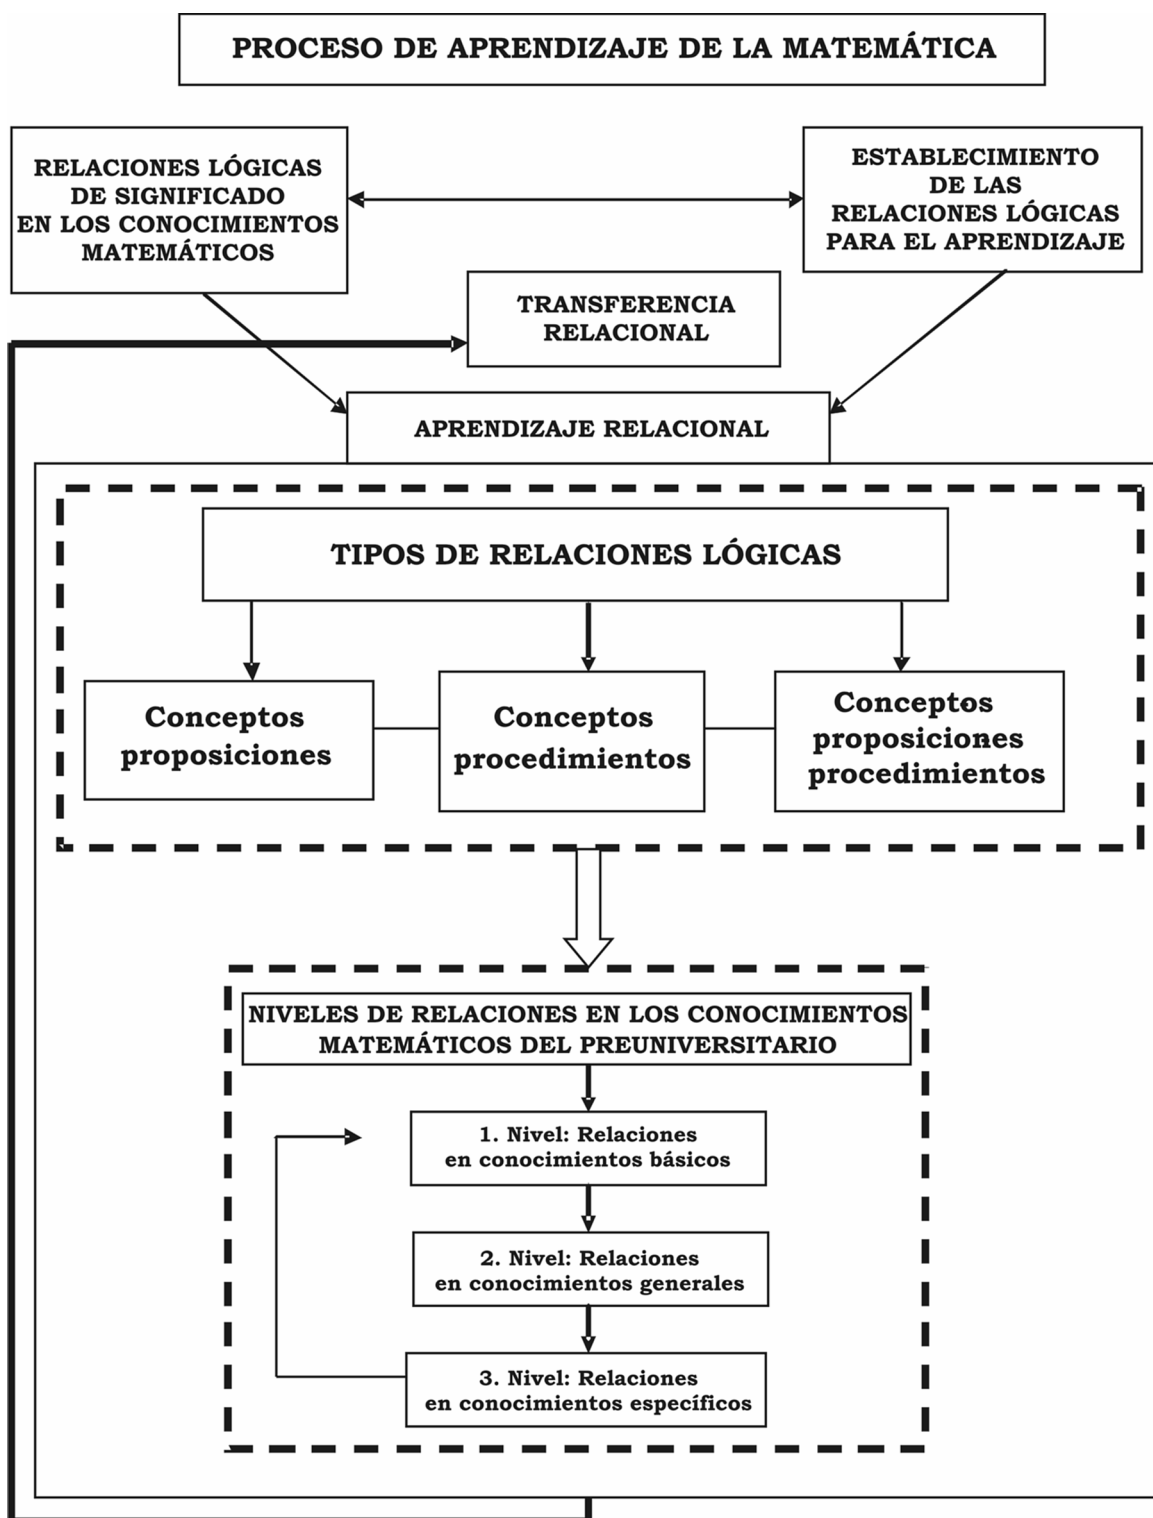 PROCESO DE APRENDIZAJE DE LA MATEMÁTICA
RELACIONES LÓGICAS
DE SIGNIFICADO
EN LOS CONOCIMIENTOS
MATEMÁTICOS
ESTABLECIMIENTO
DE LAS
RELACIONES LÓGICAS
PARA EL APRENDIZAJE
TRANSFERENCIA
RELACIONAL
APRENDIZAJE RELACIONAL
TIPOS DE RELACIONES LÓGICAS
Conceptos
proposiciones
Conceptos
procedimientos
Conceptos
proposiciones
procedimientos
NIVELES DE RELACIONES EN LOS CONOCIMIENTOS
MATEMÁTICOS DEL PREUNIVERSITARIO
1. Nivel: Relaciones
en conocimientos básicos
2. Nivel: Relaciones
en conocimientos generales
3. Nivel: Relaciones
en conocimientos específicos